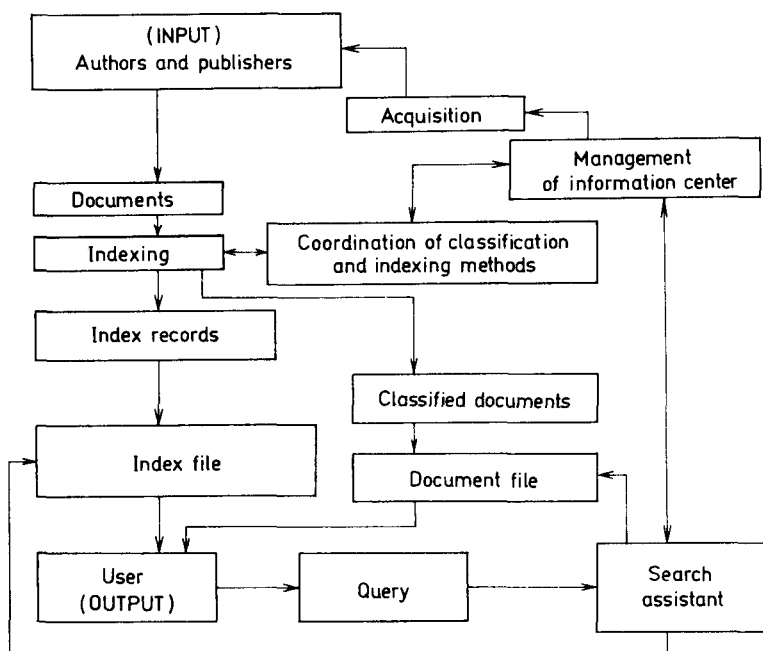 (INPUT)
Authors and publishers
Acquisition
Management
of information center
Documents
Indexing
Coordination of classification
and indexing methods
Index records
Classified documents
Index file
Document file
User
(OUTPUT)
Query
Search
assistant